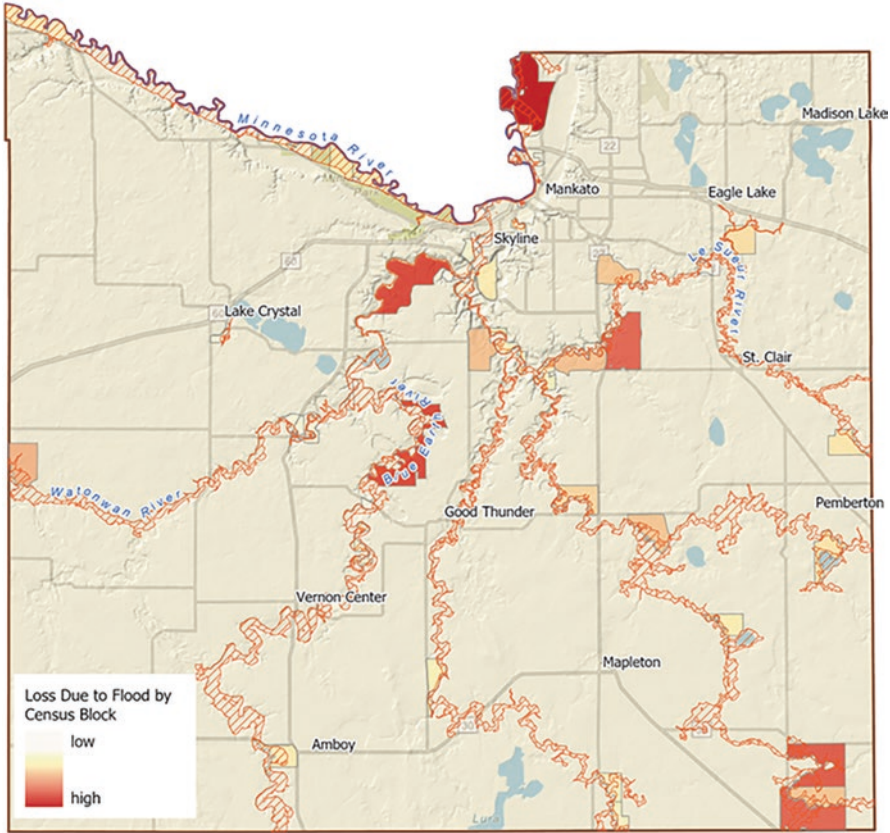 Minnesota River
22
Madison Lake
Mankato
Eagle Lake
Skyline
22
Le Sueur River
68
60
Lake Crystal
St. Clair
Blue Earth River
Watonwan River
Good Thunder
Pemberton
Vernon Center
Mapleton
30
Amboy
Lura
Loss Due to Flood by
Census Block
low
high